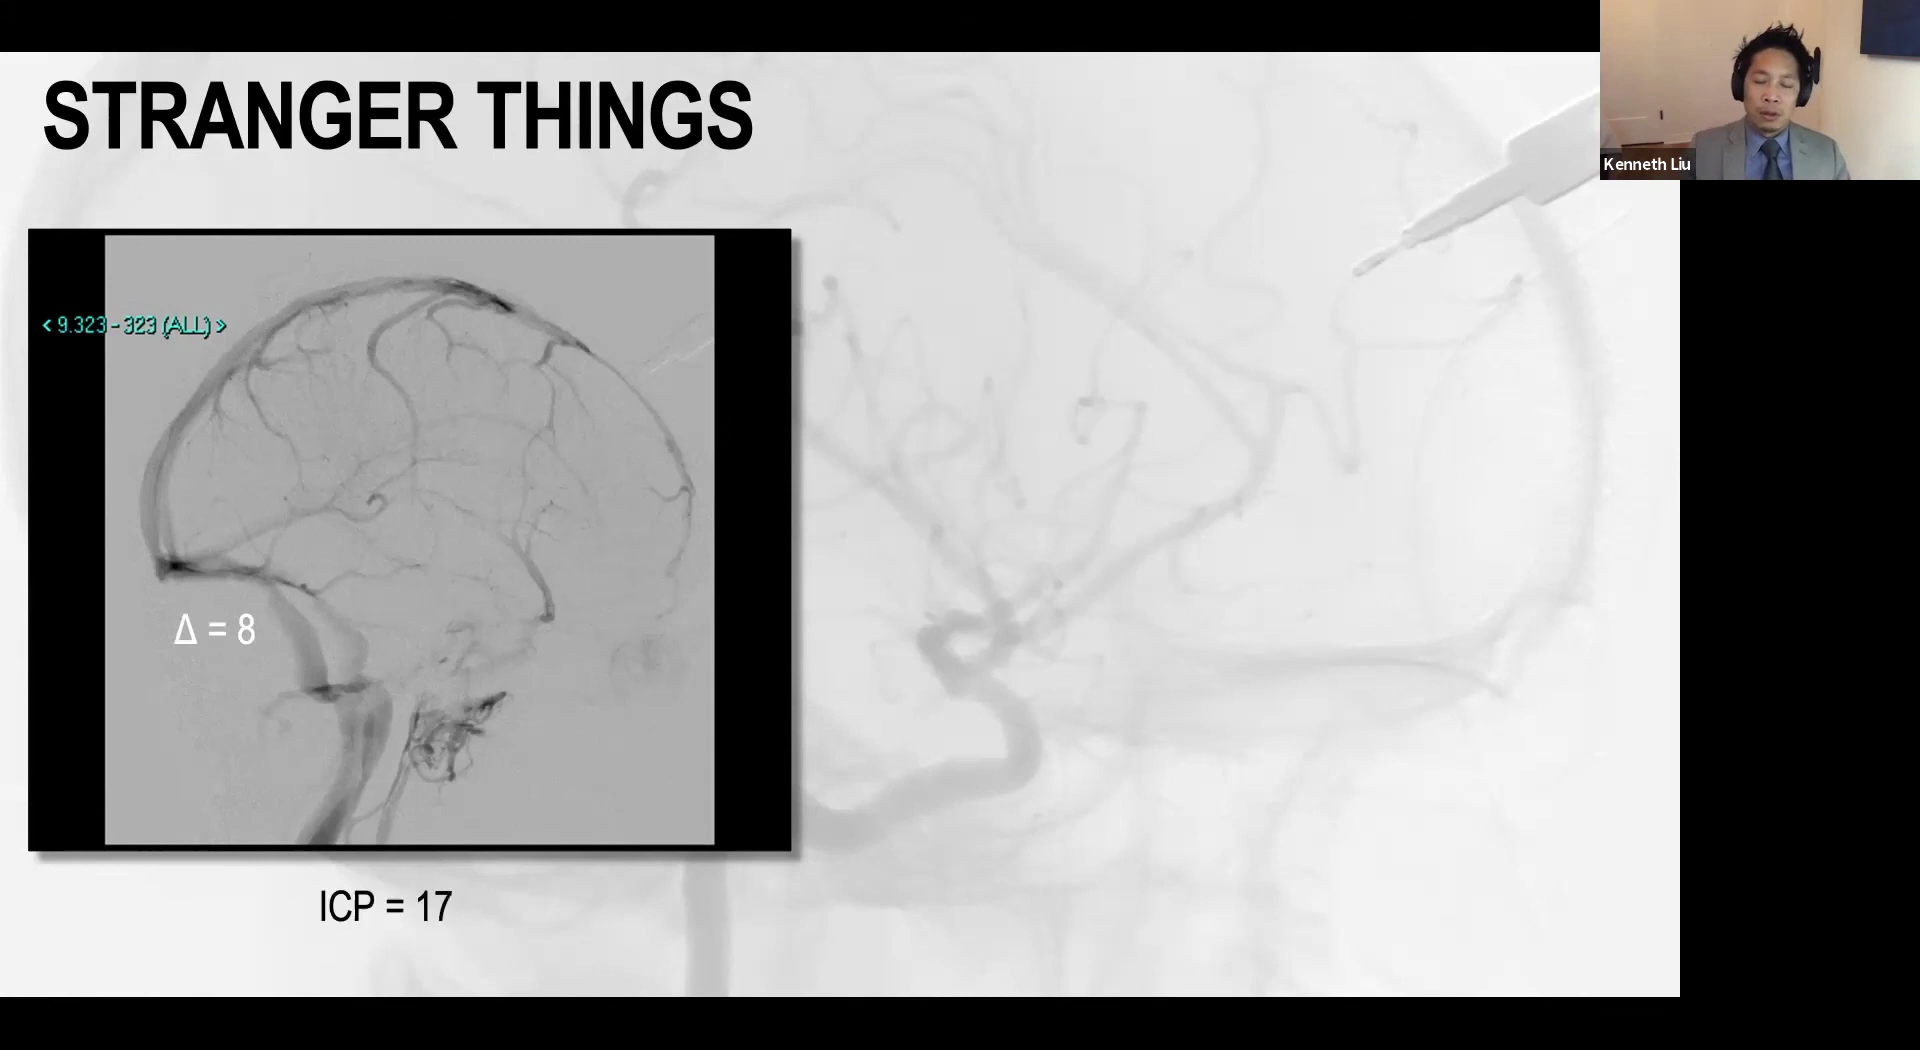 STRANGER THINGS
Kenneth Liu
< 9.323 - 323 (ALL) >
Δ = 8
ICP = 17